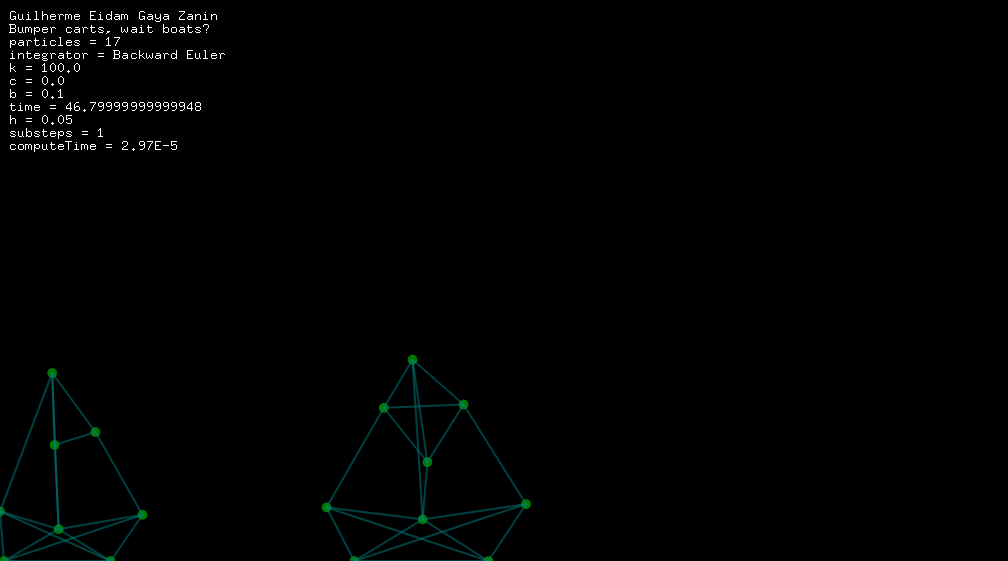 Guilherme Eidam Gaya Zanin
Bumper carts, wait boats?
particles = 17
integrator = Backward Euler
k = 100.0
c = 0.0
b = 0.1
time = 46.79999999999948
h = 0.05
substeps = 1
computeTime = 2.97E-5